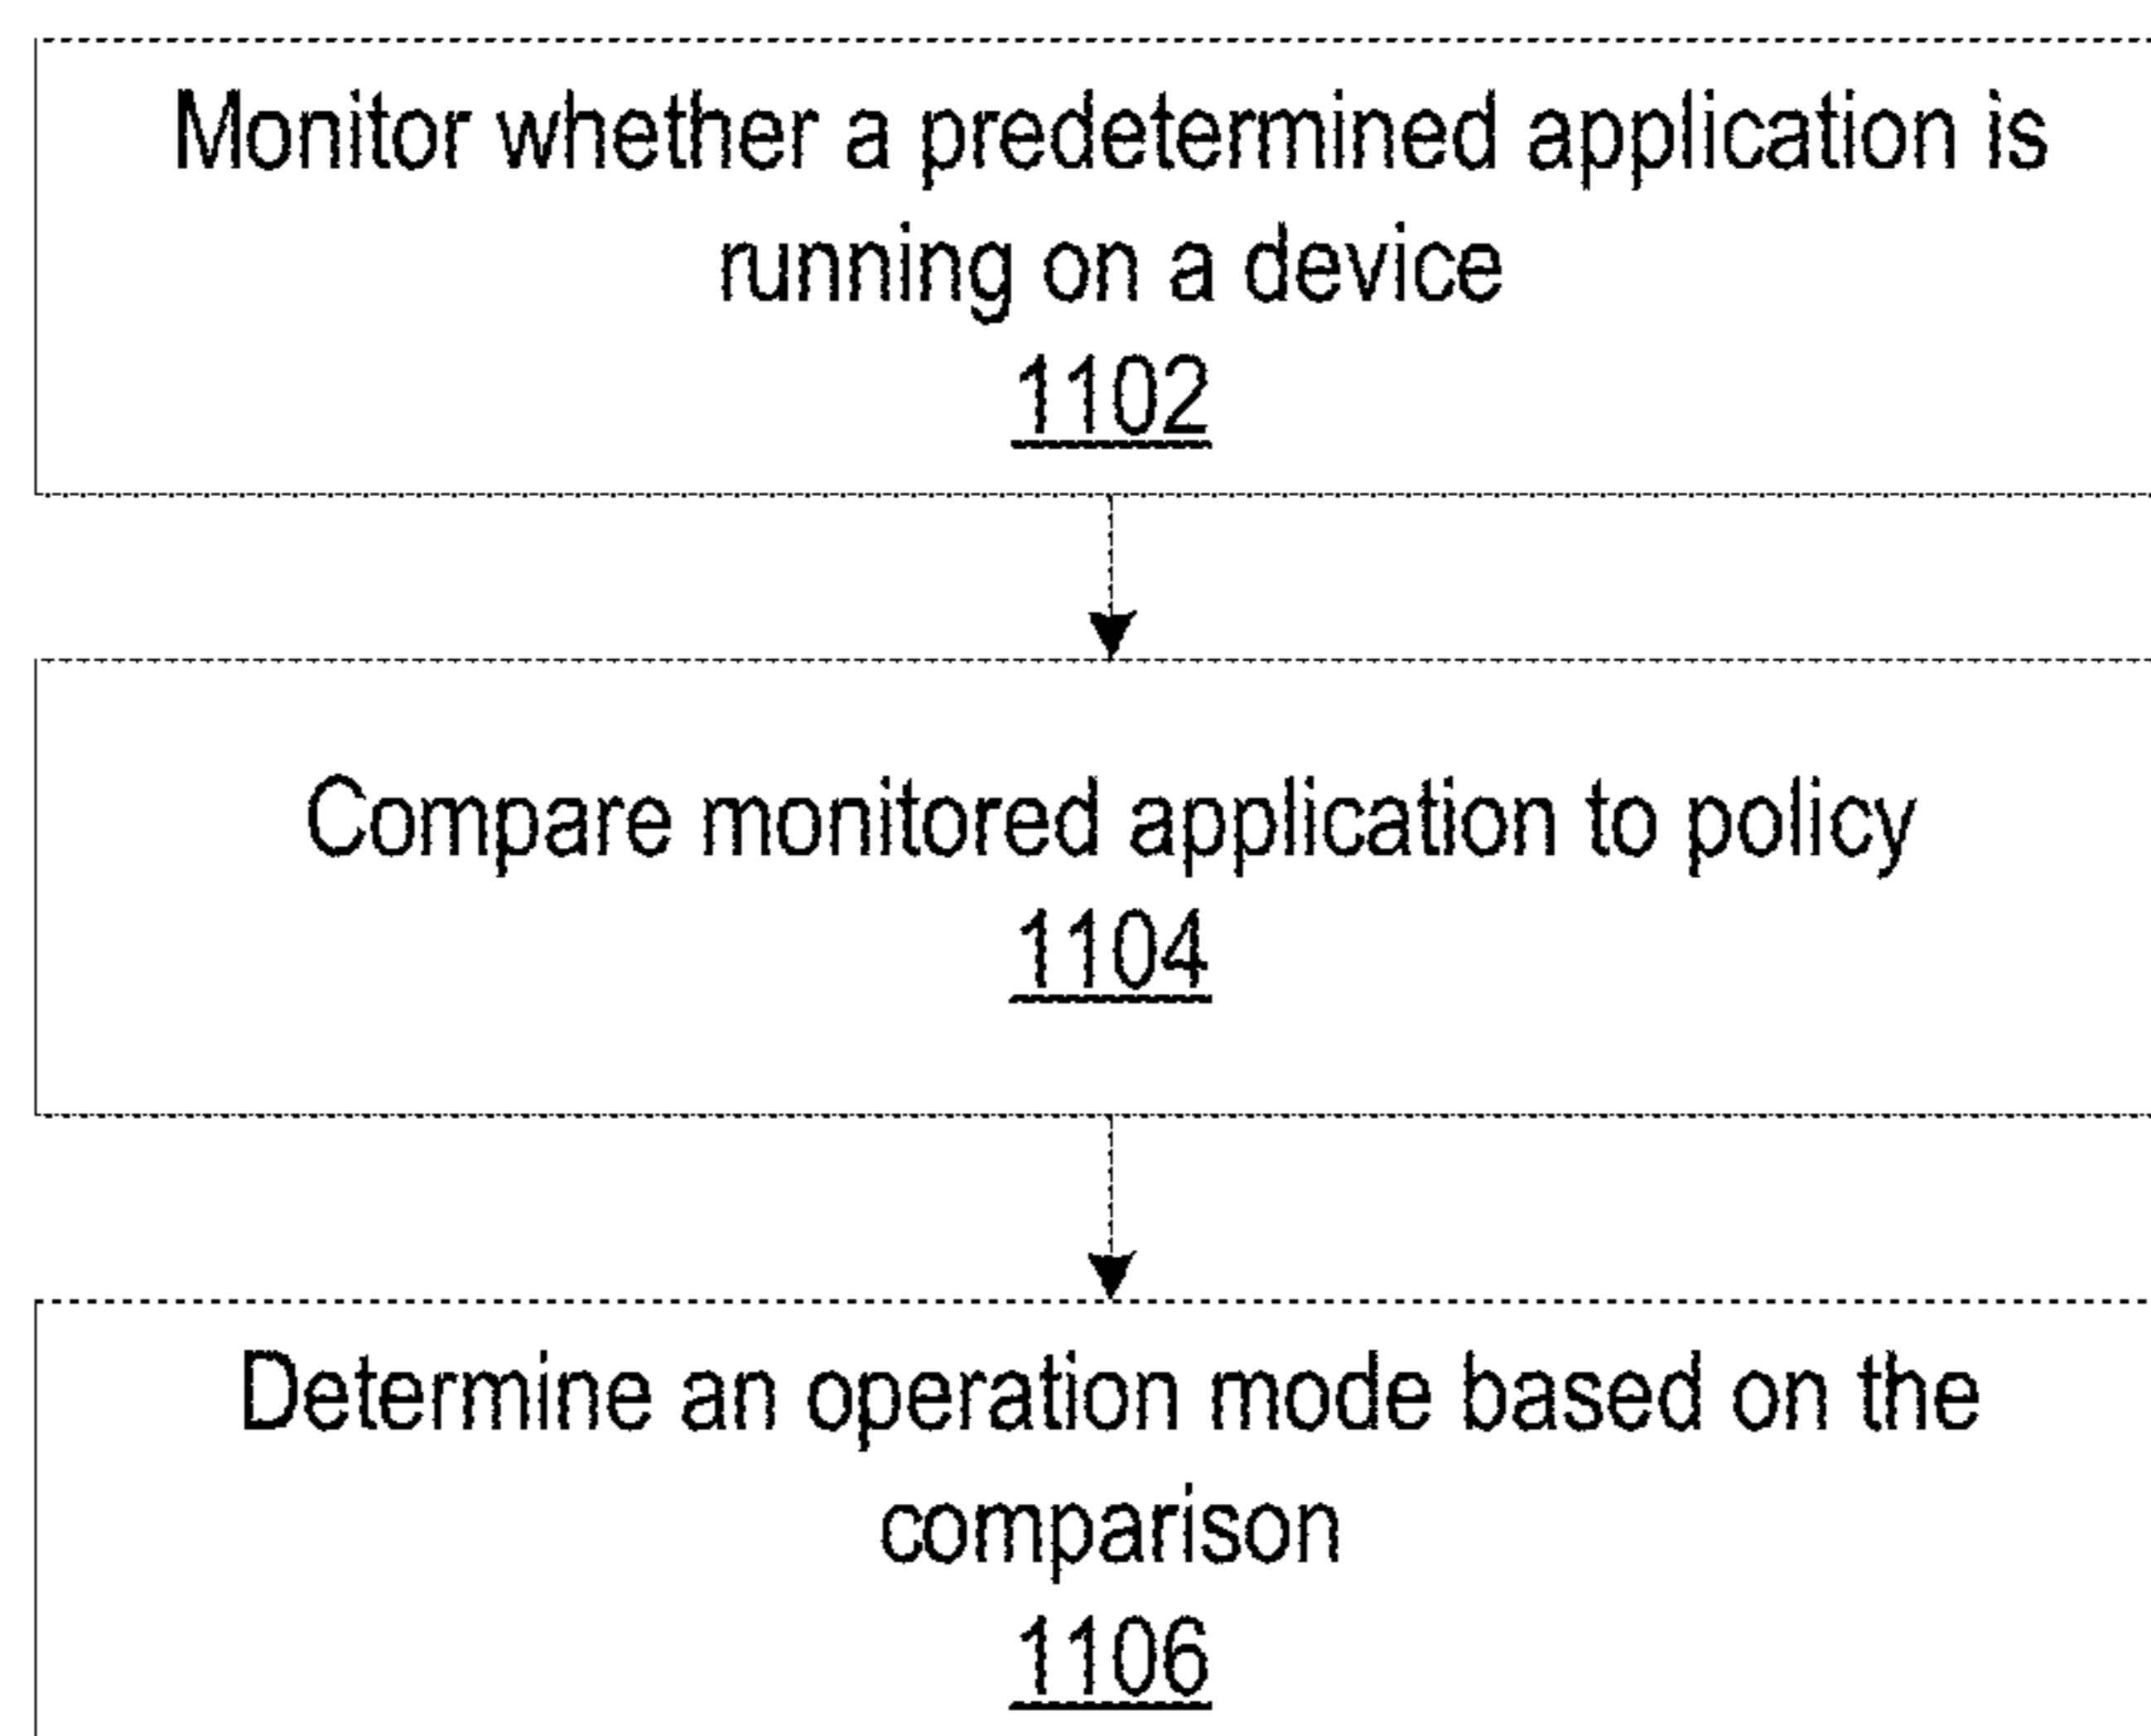 Monitor whether a predetermined application is
running on a device
1102
Compare monitored application to policy
1104
Determine an operation mode based on the
comparison
1106